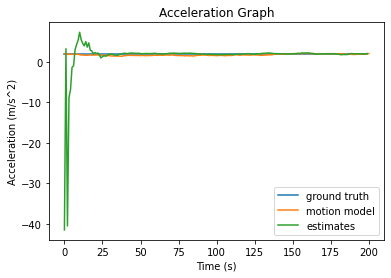 Acceleration Graph
Acceleration (m/s^2)
0
−10
−20
−30
−40
ground truth
motion model
estimates
0 25 50 75 100 125 150 175 200
Time (s)